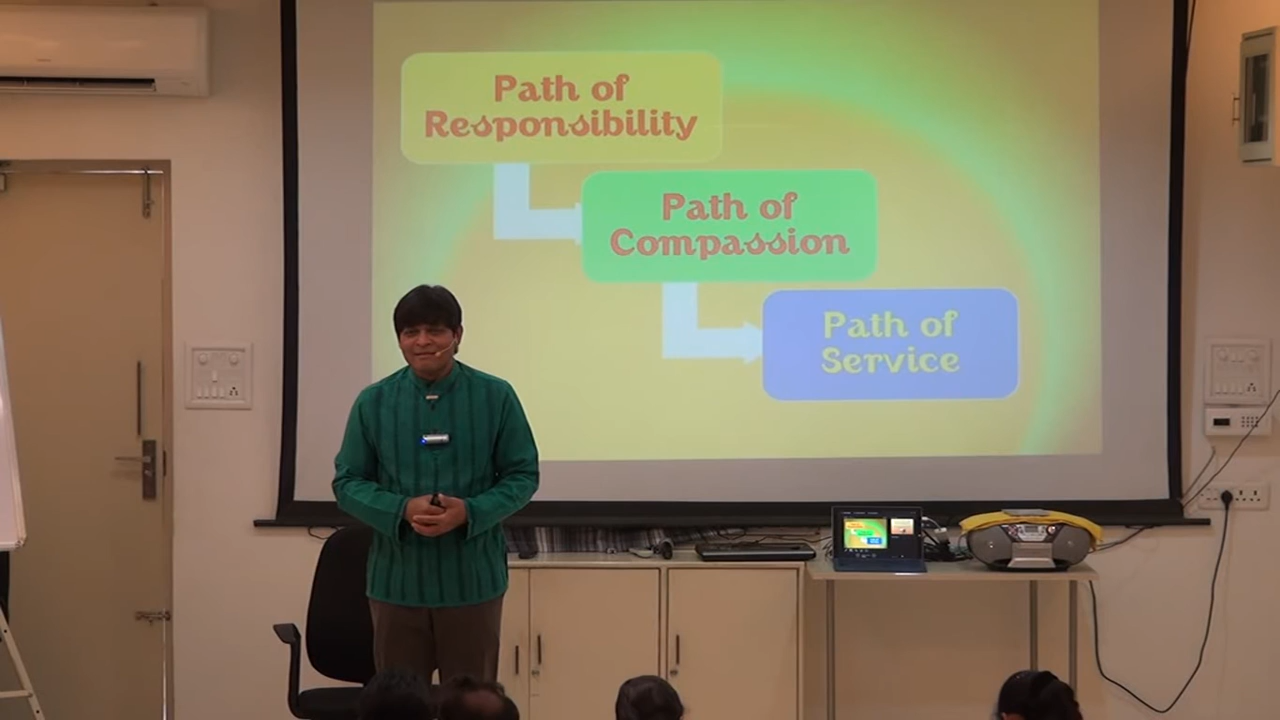 Path of
Responsibility
Path of
Compassion
Path of
Service